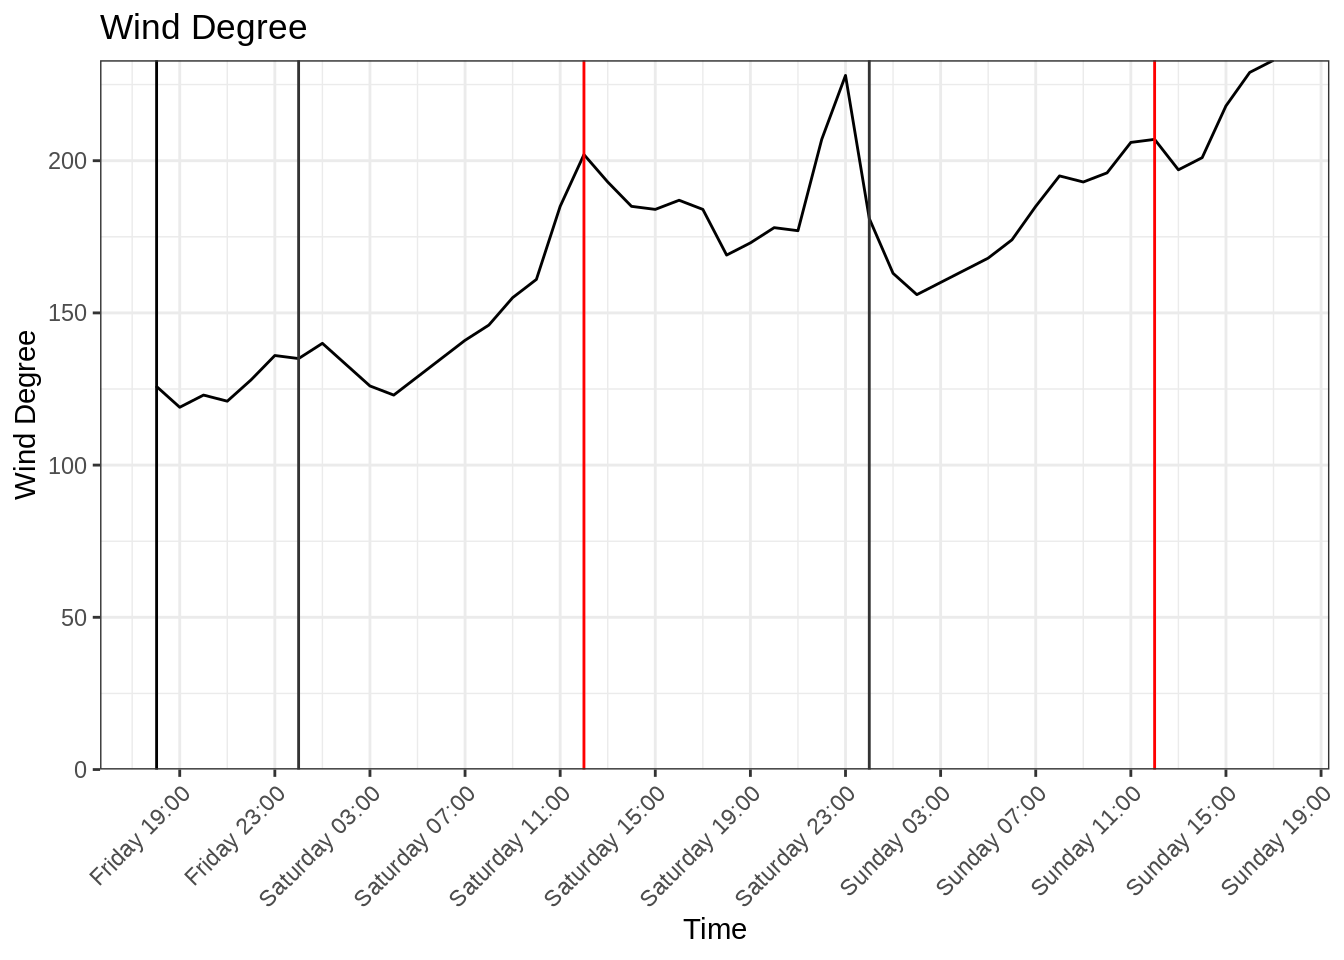 Wind Degree
Wind Degree
200
150
100
50
0
Friday 19:00
Friday 23:00
Saturday 03:00
Saturday 07:00
Saturday 11:00
Saturday 15:00
Saturday 19:00
Saturday 23:00
Sunday 03:00
Sunday 07:00
Sunday 11:00
Sunday 15:00
Sunday 19:00
Time